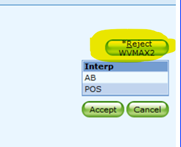 *Reject
WVMAX2
Interp
AB
POS
Accept Cancel